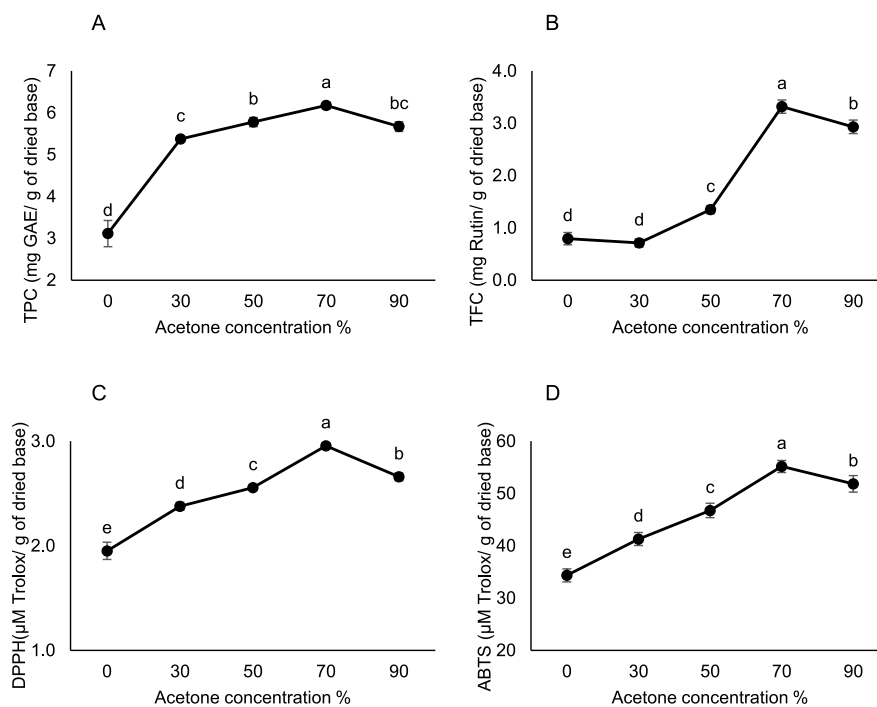 A
TPC (mg GAE/ g of dried base)
7
6
5
4
3
2
d
c
b
a
bc
0 30 50 70 90
Acetone concentration %
B
TFC (mg Rutin/ g of dried base)
4.0
3.0
2.0
1.0
0.0
d
d
c
a
b
0 30 50 70 90
Acetone concentration %
C
DPPH(µM Trolox/ g of dried base)
3.0
2.0
1.0
e
d
c
a
b
0 30 50 70 90
Acetone concentration %
D
ABTS (µM Trolox/ g of dried base)
60
50
40
30
20
e
d
c
a
b
0 30 50 70 90
Acetone concentration %